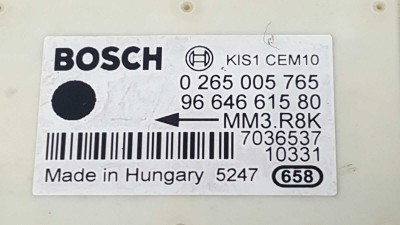 BOSCH KIS1 CEM10
0 265 005 765
96 646 615 80
MM3.R8K
7036537
10331
Made in Hungary 5247 658